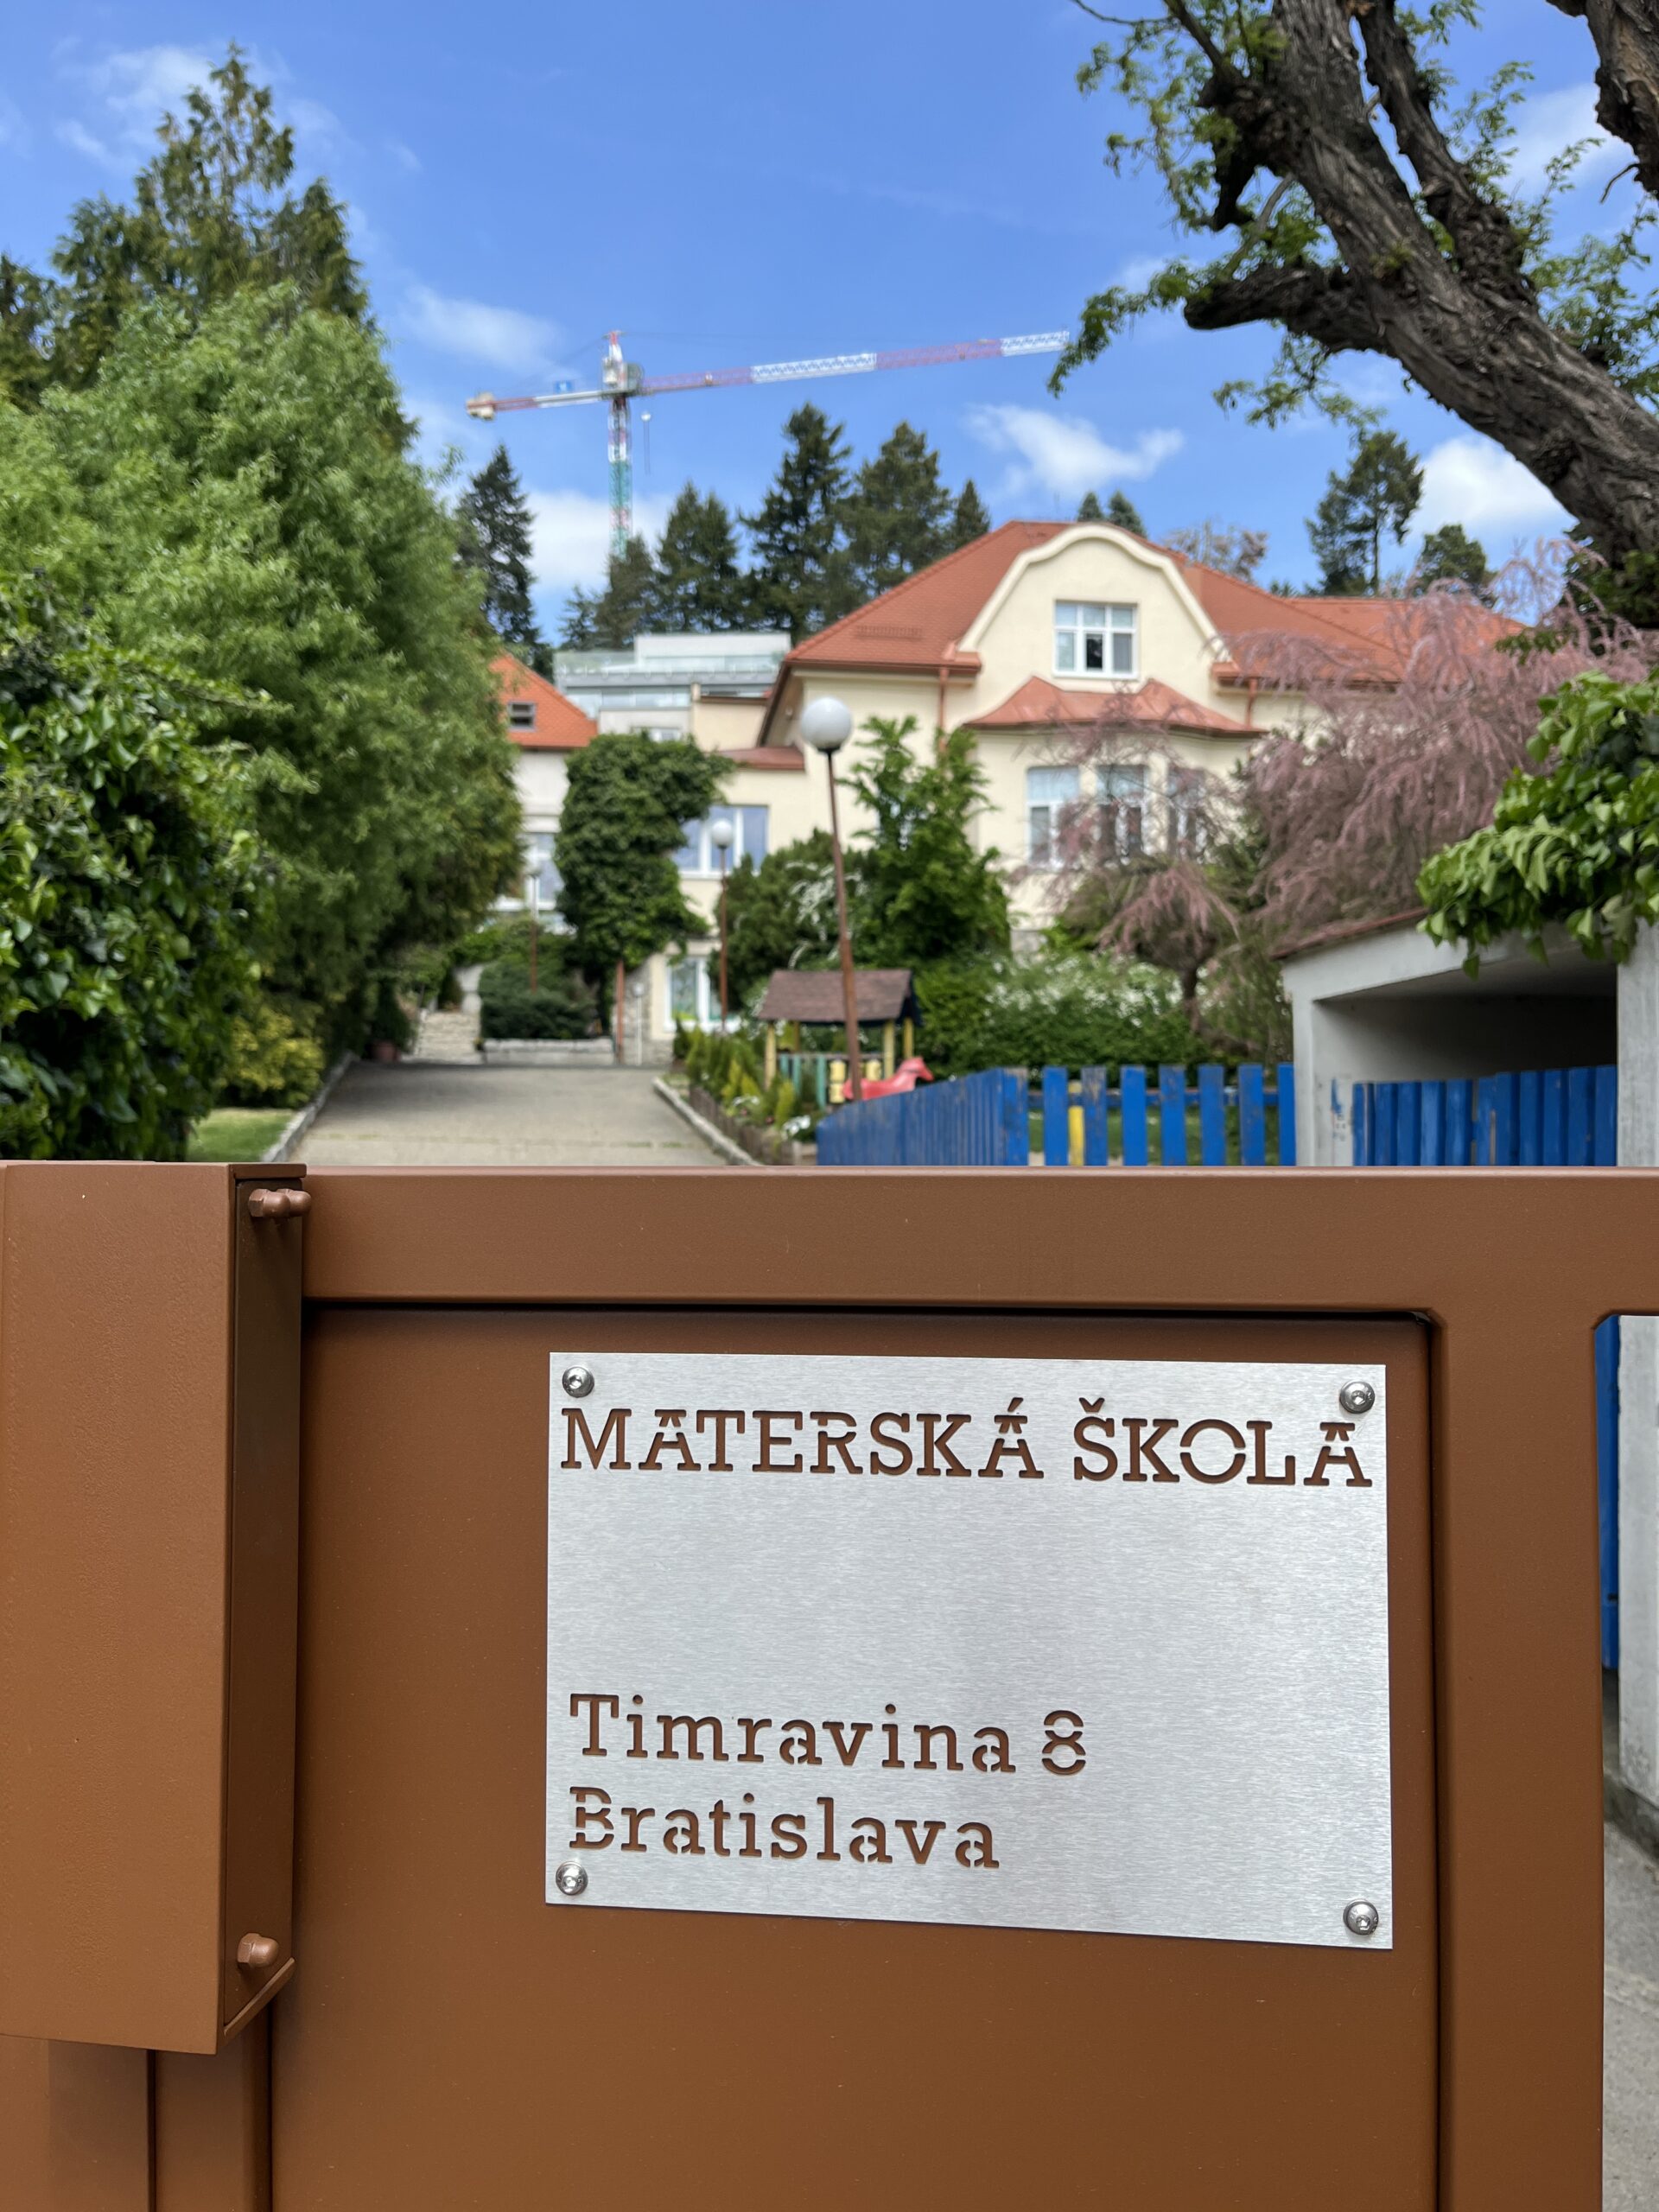 MATERSKÁ ŠKOLA
Timravina 8
Bratislava